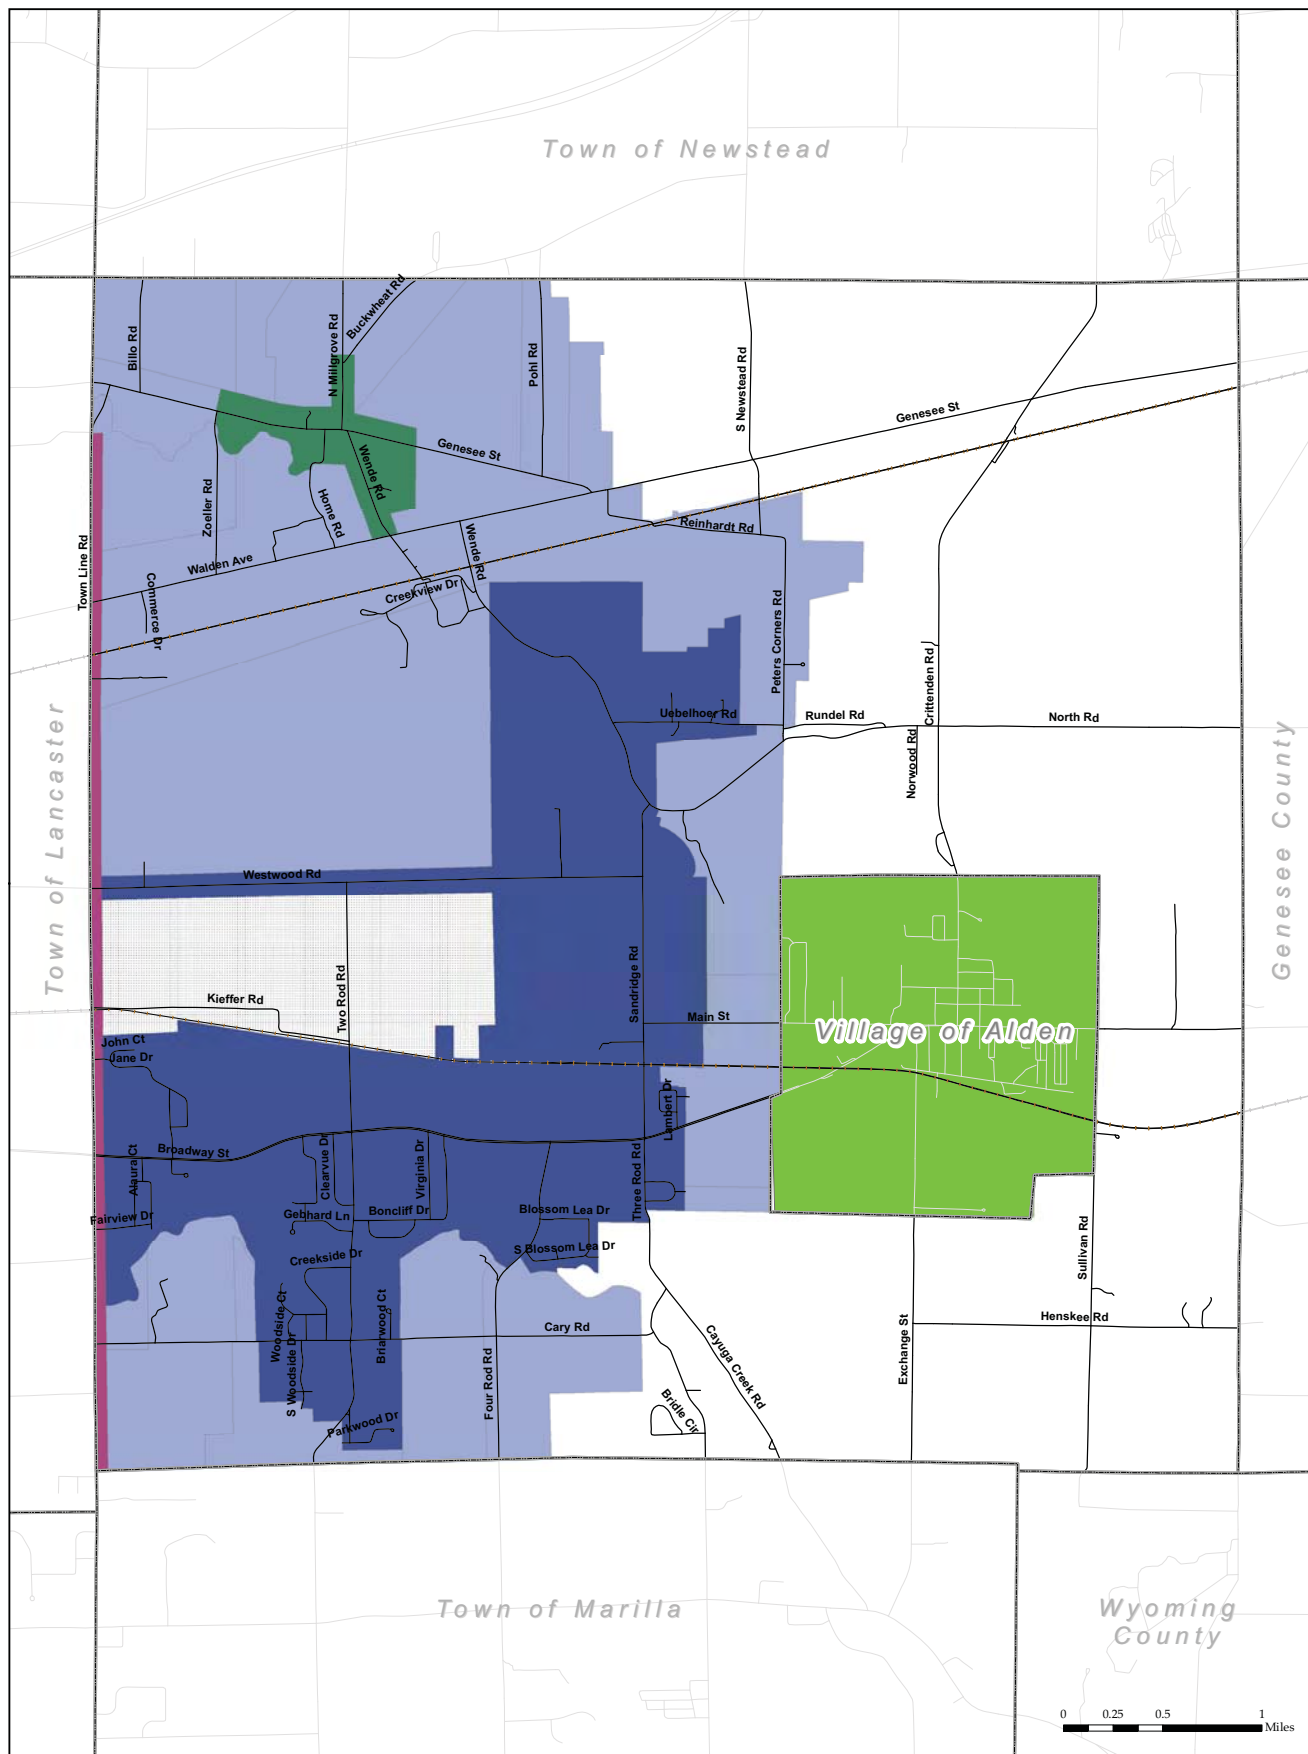 Town of Newstead
Billo Rd
N Millgrove Rd
Buckwheat Rd
Pohl Rd
S Newstead Rd
Genesee St
Genesee St
Wende Rd
Zoeller Rd
Home Rd
Reinhardt Rd
Wende Rd
Walden Ave
Town Line Rd
Commerce Dr
Creekview Dr
Peters Corners Rd
Crittenden Rd
Uebelhoer Rd
Rundel Rd
North Rd
Norwood Rd
Town of Lancaster
Genesee County
Westwood Rd
Sandridge Rd
Two Rod Rd
Kieffer Rd
Main St
Village of Alden
John Ct
Jane Dr
Lambert Dr
Broadway St
Alaura Ct
Clearvue Dr
Virginia Dr
Three Rod Rd
Fairview Dr
Gebhard Ln
Boncliff Dr
Blossom Lea Dr
S Blossom Lea Dr
Creekside Dr
Sullivan Rd
Woodside Ct
Briarwood Ct
Cary Rd
Henskee Rd
S Woodside Dr
Four Rod Rd
Cayuga Creek Rd
Exchange St
Bridle Cir
Parkwood Dr
Town of Marilla
Wyoming
County
0 0.25 0.5 1
Miles